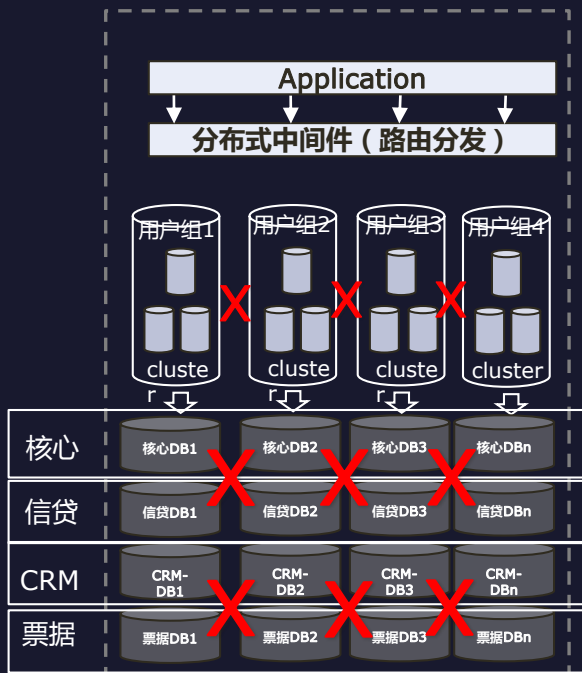 Application
分布式中间件（路由分发）
用户组1 用户组2 用户组3 用户组4
cluste
r
cluste
r
cluste
r
cluster
核心 核心DB1 核心DB2 核心DB3 核心DBn
信贷 信贷DB1 信贷DB2 信贷DB3 信贷DBn
CRM
CRM-
DB1
CRM-
DB2
CRM-
DB3
CRM-
DBn
票据 票据DB1 票据DB2 票据DB3 票据DBn